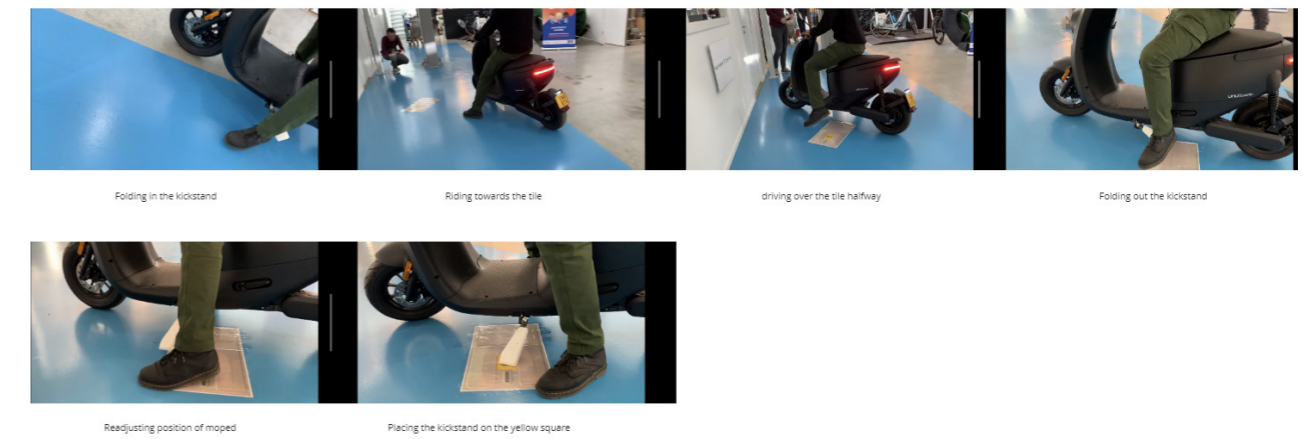 Folding in the kickstand
Riding towards the tile
driving over the tile halfway
Folding out the kickstand
Readjusting position of moped
Placing the kickstand on the yellow square